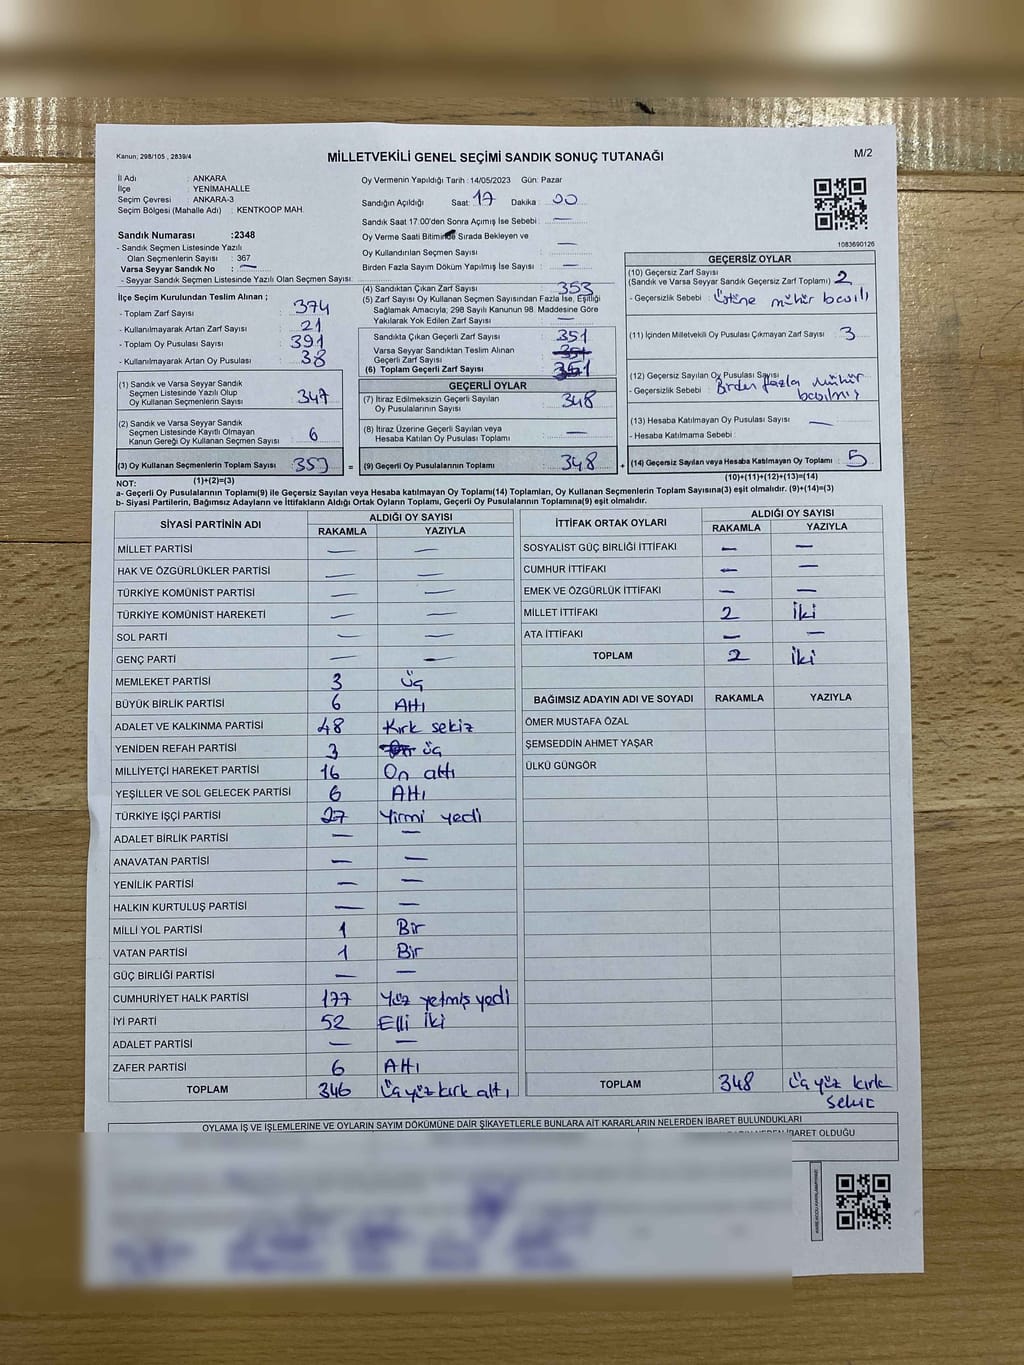 Kanun; 298/105 , 2839/4
MİLLETVEKİLİ GENEL SEÇİMİ SANDIK SONUÇ TUTANAĞI
M/2
İl Adı : ANKARA
İlçe : YENİMAHALLE
Seçim Çevresi : ANKARA-3
Seçim Bölgesi (Mahalle Adı) : KENTKOOP MAH.
Sandık Numarası :2348
- Sandık Seçmen Listesinde Yazılı
Olan Seçmenlerin Sayısı : 367
Varsa Seyyar Sandık No : —
- Seyyar Seçmen Listesinde Yazılı Olan Seçmen Sayısı:
Oy Vermenin Yapıldığı Tarih : 14/05/2023 Gün: Pazar
Sandığın Açıldığı Saat: 17 Dakika : 00
Sandık Saat 17:00'den Sonra Açımış İse Sebebi : —
Oy Verme Saati Bitiminde Sırada Bekleyen ve
Oy Kullandırılan Seçmen Sayısı —
Birden Fazla Sayım Döküm Yapılmış İse Sayısı : —
1083690126
İlçe Seçim Kurulundan Teslim Alınan ;
- Toplam Zarf Sayısı : 374
- Kullanılmayarak Artan Zarf Sayısı : 21
- Toplam Oy Pusulası Sayısı : 391
- Kullanılmayarak Artan Oy Pusulası : 38
(4) Sandıktan Çıkan Zarf Sayısı : 353
(5) Zarf Sayısı Oy Kullanan Seçmen Sayısından Fazla İse, Eşitliği
Sağlamak Amacıyla; 298 Sayılı Kanunun 98. Maddesine Göre
Yakılarak Yok Edilen Zarf Sayısı : —
Sandıkta Çıkan Geçerli Zarf Sayısı : 351
Varsa Seyyar Sandıktan Teslim Alınan
Geçerli Zarf Sayısı
(6) Toplam Geçerli Zarf Sayısı : 351
GEÇERSİZ OYLAR
(10) Geçersiz Zarf Sayısı
(Sandık ve Varsa Seyyar Sandık Geçersiz Zarf Toplamı) 2
- Geçersizlik Sebebi : Üstüne mühür basılı
(11) İçinden Milletvekili Oy Pusulası Çıkmayan Zarf Sayısı 3
(12) Geçersiz Sayılan Oy Pusulası Sayısı
- Geçersizlik Sebebi : Birden fazla mühür
basılmış
(13) Hesaba Katılmayan Oy Pusulası Sayısı —
- Hesaba Katılmama Sebebi :
(14) Geçersiz Sayılan veya Hesaba Katılmayan Oy Toplamı : 5
(10)+(11)+(12)+(13)=(14)
(1) Sandık ve Varsa Seyyar Sandık
Seçmen Listesinde Yazılı Olup
Oy Kullanan Seçmenlerin Sayısı : 347
(2) Sandık ve Varsa Seyyar Sandık
Seçmen Listesinde Kayıtlı Olmayan
Kanun Gereği Oy Kullanan Seçmen Sayısı : 6
(3) Oy Kullanan Seçmenlerin Toplam Sayısı : 353 =
(1)+(2)=(3)
GEÇERLİ OYLAR
(7) İtiraz Edilmeksizin Geçerli Sayılan
Oy Pusulalarının Sayısı : 348
(8) İtiraz Üzerine Geçerli Sayılan veya
Hesaba Katılan Oy Pusulası Toplamı : —
(9) Geçerli Oy Pusulalarının Toplamı : 348 +
NOT:
a- Geçerli Oy Pusulalarının Toplamı(9) ile Geçersiz Sayılan veya Hesaba katılmayan Oy Toplamı(14) Toplamları, Oy Kullanan Seçmenlerin Toplam Sayısına(3) eşit olmalıdır. (9)+(14)=(3)
b- Siyasi Partilerin, Bağımsız Adayların ve İttifakların Aldığı Ortak Oyların Toplamı, Geçerli Oy Pusulalarının Toplamına(9) eşit olmalıdır.
SİYASİ PARTİNİN ADI ALDIĞI OY SAYISI
RAKAMLA YAZIYLA
MİLLET PARTİSİ — —
HAK VE ÖZGÜRLÜKLER PARTİSİ — —
TÜRKİYE KOMÜNİST PARTİSİ — —
TÜRKİYE KOMÜNİST HAREKETİ — —
SOL PARTİ — —
GENÇ PARTİ — —
MEMLEKET PARTİSİ 3 Üç
BÜYÜK BİRLİK PARTİSİ 6 Altı
ADALET VE KALKINMA PARTİSİ 48 Kırk sekiz
YENİDEN REFAH PARTİSİ 3 üç
MİLLİYETÇİ HAREKET PARTİSİ 16 On altı
YEŞİLLER VE SOL GELECEK PARTİSİ 6 Altı
TÜRKİYE İŞÇİ PARTİSİ 27 Yirmi yedi
ADALET BİRLİK PARTİSİ — —
ANAVATAN PARTİSİ — —
YENİLİK PARTİSİ — —
HALKIN KURTULUŞ PARTİSİ — —
MİLLİ YOL PARTİSİ 1 Bir
VATAN PARTİSİ 1 Bir
GÜÇ BİRLİĞİ PARTİSİ — —
CUMHURİYET HALK PARTİSİ 177 Yüz yetmiş yedi
İYİ PARTİ 52 Elli iki
ADALET PARTİSİ — —
ZAFER PARTİSİ 6 Altı
TOPLAM 346 Üçyüz kırk altı
İTTİFAK ORTAK OYLARI ALDIĞI OY SAYISI
RAKAMLA YAZIYLA
SOSYALİST GÜÇ BİRLİĞİ İTTİFAKI — —
CUMHUR İTTİFAKI — —
EMEK VE ÖZGÜRLÜK İTTİFAKI — —
MİLLET İTTİFAKI 2 İki
ATA İTTİFAKI — —
TOPLAM 2 İki
BAĞIMSIZ ADAYIN ADI VE SOYADI RAKAMLA YAZIYLA
ÖMER MUSTAFA ÖZAL
ŞEMSEDDİN AHMET YAŞAR
ÜLKÜ GÜNGÖR
TOPLAM 348 Üç yüz kırk
sekiz
OYLAMA İŞ VE İŞLEMLERİNE VE OYLARIN SAYIM DÖKÜMÜNE DAİR ŞİKAYETLERLE BUNLARA AİT KARARLARIN NELERDEN İBARET BULUNDUKLARI
İBARET OLDUĞU